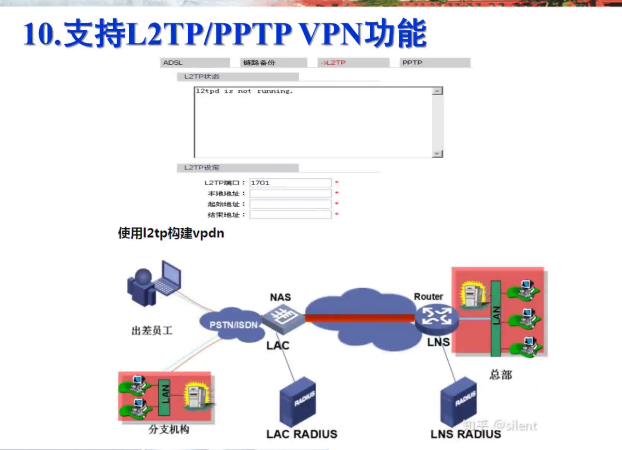 10.支持L2TP/PPTP VPN功能
ADSL 链路备份 ->L2TP PPTP
L2TP状态
l2tpd is not running.
L2TP设定
L2TP端口: 1701 *
本地地址: *
起始地址: *
结束地址: *
使用l2tp构建vpdn
出差员工
PSTN/ISDN
NAS
LAC
Router
LNS
LAN
总部
LAN
分支机构
RADIUS
LAC RADIUS
RADIUS
LNS RADIUS
知乎 @silent